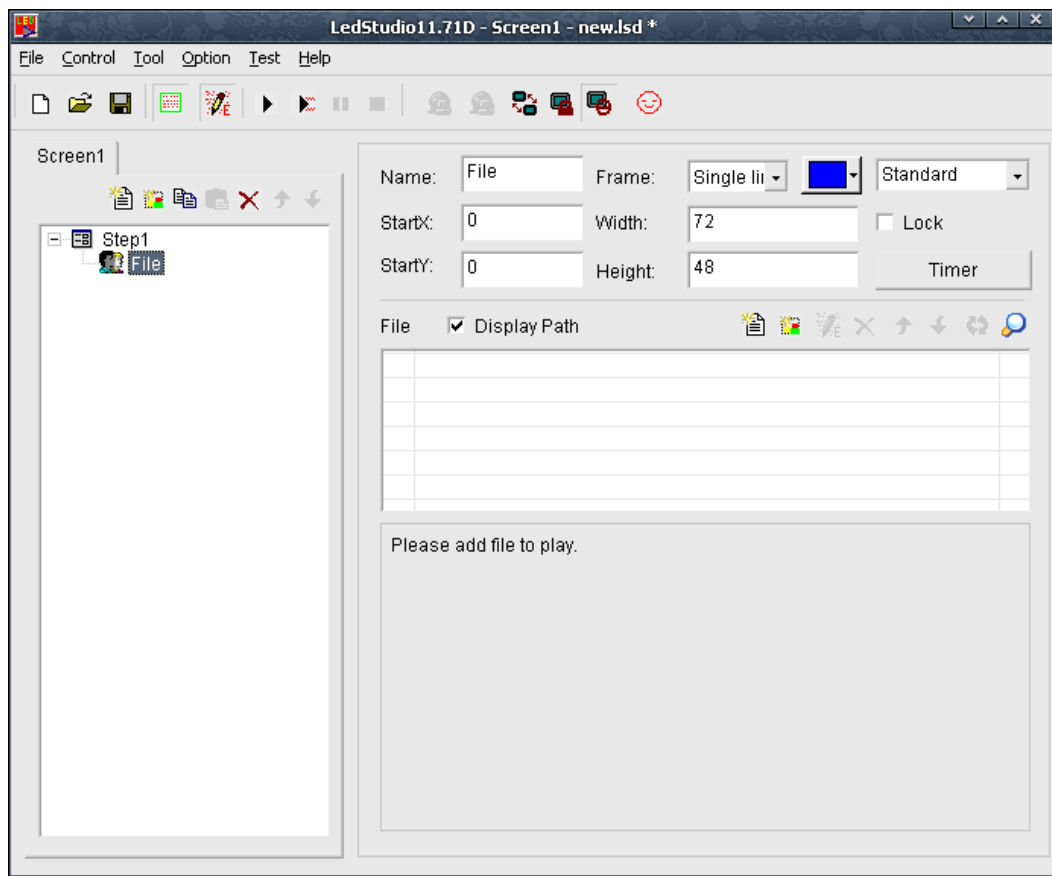 LedStudio11.71D - Screen1 - new.lsd *
File Control Tool Option Test Help
Screen1
Step1
File
Name: File Frame: Single lin Standard
StartX: 0 Width: 72 Lock
StartY: 0 Height: 48 Timer
File Display Path
Please add file to play.